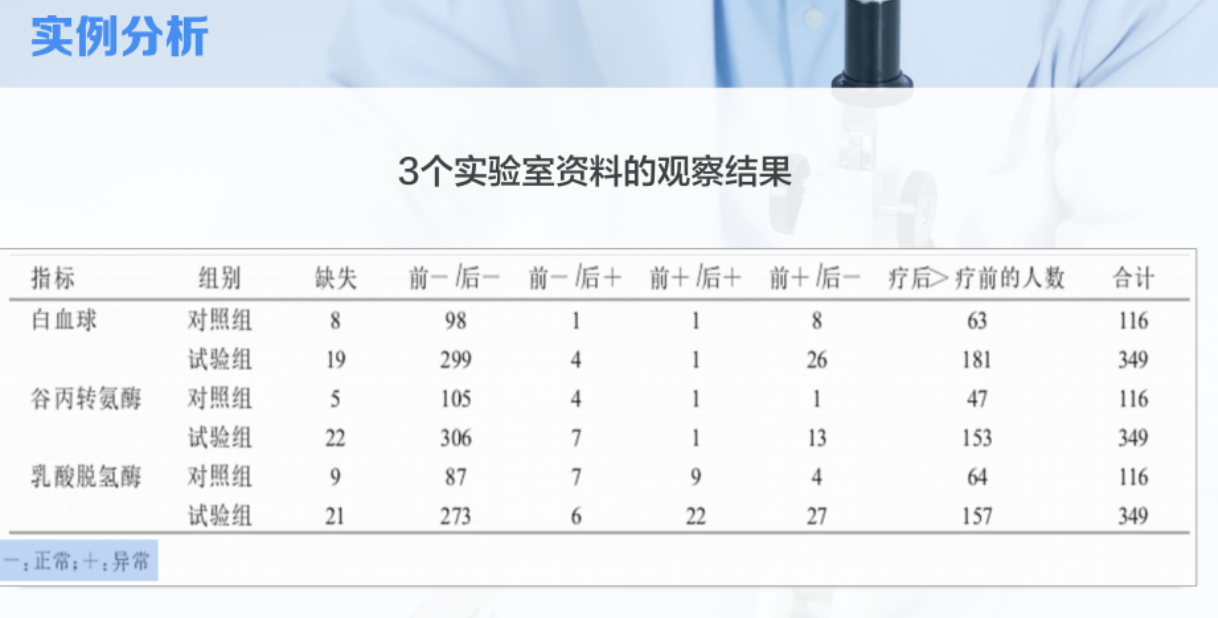 实例分析
3个实验室资料的观察结果
指标 组别 缺失 前－/后－ 前－/后＋ 前＋/后＋ 前＋/后－ 疗后>疗前的人数 合计
白血球 对照组 8 98 1 1 8 63 116
试验组 19 299 4 1 26 181 349
谷丙转氨酶 对照组 5 105 4 1 1 47 116
试验组 22 306 7 1 13 153 349
乳酸脱氢酶 对照组 9 87 7 9 4 64 116
试验组 21 273 6 22 27 157 349
－:正常;＋:异常